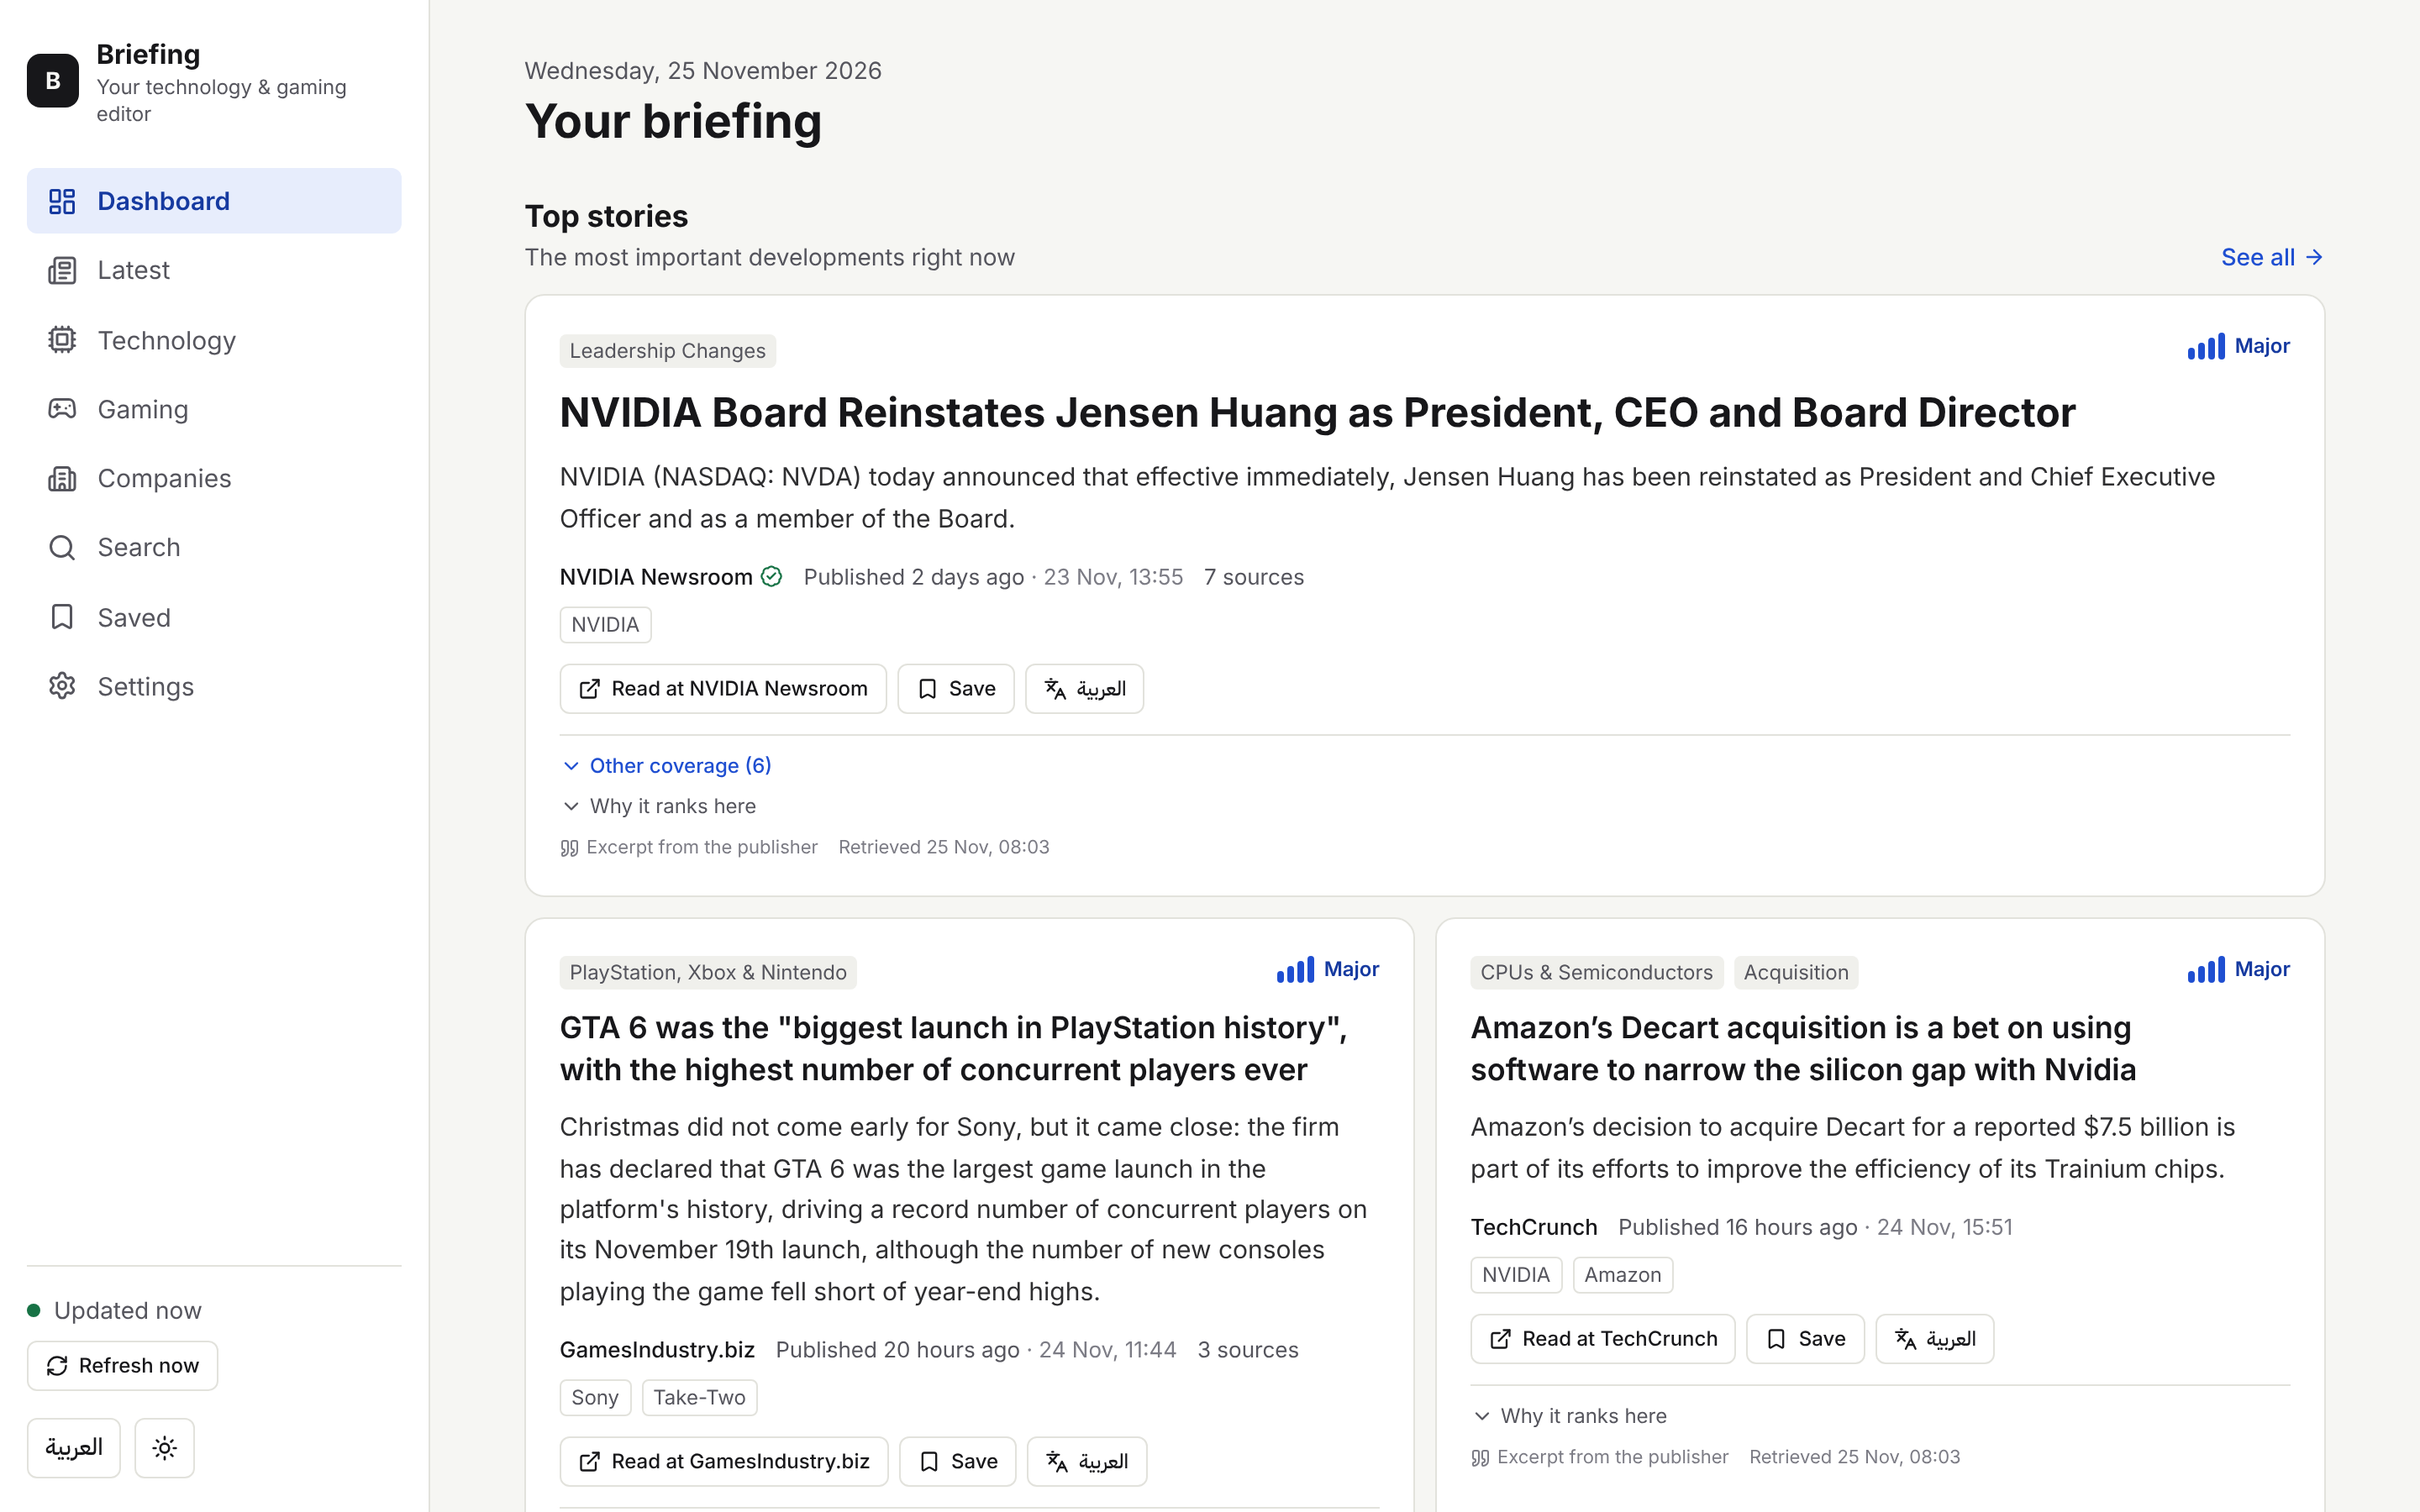 B
Briefing
Your technology & gaming
editor
Dashboard
Latest
Technology
Gaming
Companies
Search
Saved
Settings
Updated now
Refresh now
العربية
Wednesday, 25 November 2026
Your briefing
Top stories
The most important developments right now
See all
Leadership Changes
Major
NVIDIA Board Reinstates Jensen Huang as President, CEO and Board Director
NVIDIA (NASDAQ: NVDA) today announced that effective immediately, Jensen Huang has been reinstated as President and Chief Executive
Officer and as a member of the Board.
NVIDIA Newsroom Published 2 days ago · 23 Nov, 13:55 7 sources
NVIDIA
Read at NVIDIA Newsroom Save العربية
Other coverage (6)
Why it ranks here
Excerpt from the publisher Retrieved 25 Nov, 08:03
PlayStation, Xbox & Nintendo
Major
GTA 6 was the "biggest launch in PlayStation history",
with the highest number of concurrent players ever
Christmas did not come early for Sony, but it came close: the firm
has declared that GTA 6 was the largest game launch in the
platform's history, driving a record number of concurrent players on
its November 19th launch, although the number of new consoles
playing the game fell short of year-end highs.
GamesIndustry.biz Published 20 hours ago · 24 Nov, 11:44 3 sources
Sony Take-Two
Read at GamesIndustry.biz Save العربية
CPUs & Semiconductors Acquisition
Major
Amazon’s Decart acquisition is a bet on using
software to narrow the silicon gap with Nvidia
Amazon’s decision to acquire Decart for a reported $7.5 billion is
part of its efforts to improve the efficiency of its Trainium chips.
TechCrunch Published 16 hours ago · 24 Nov, 15:51
NVIDIA Amazon
Read at TechCrunch Save العربية
Why it ranks here
Excerpt from the publisher Retrieved 25 Nov, 08:03